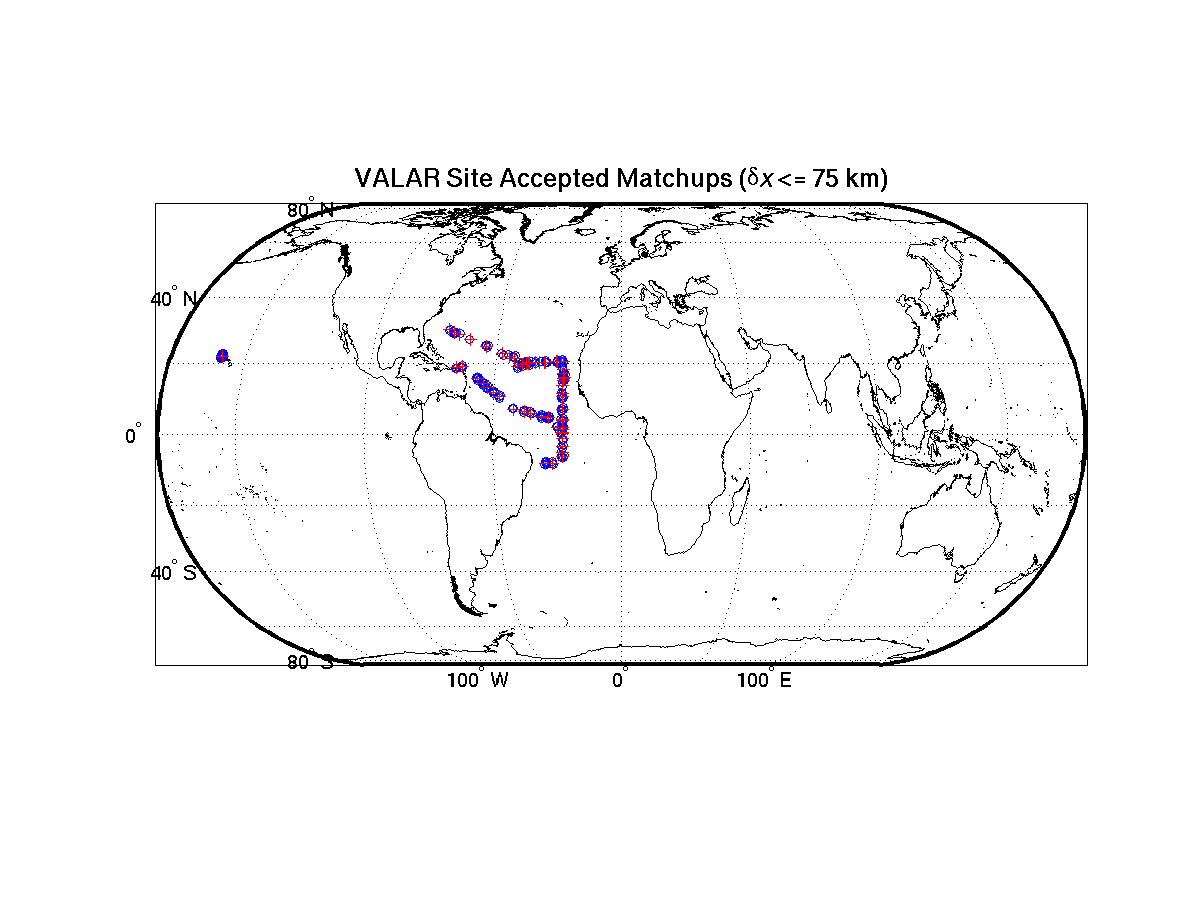 VALAR Site Accepted Matchups (δx <= 75 km)
80° N
40° N
0°
40° S
80° S
100° W 0° 100° E